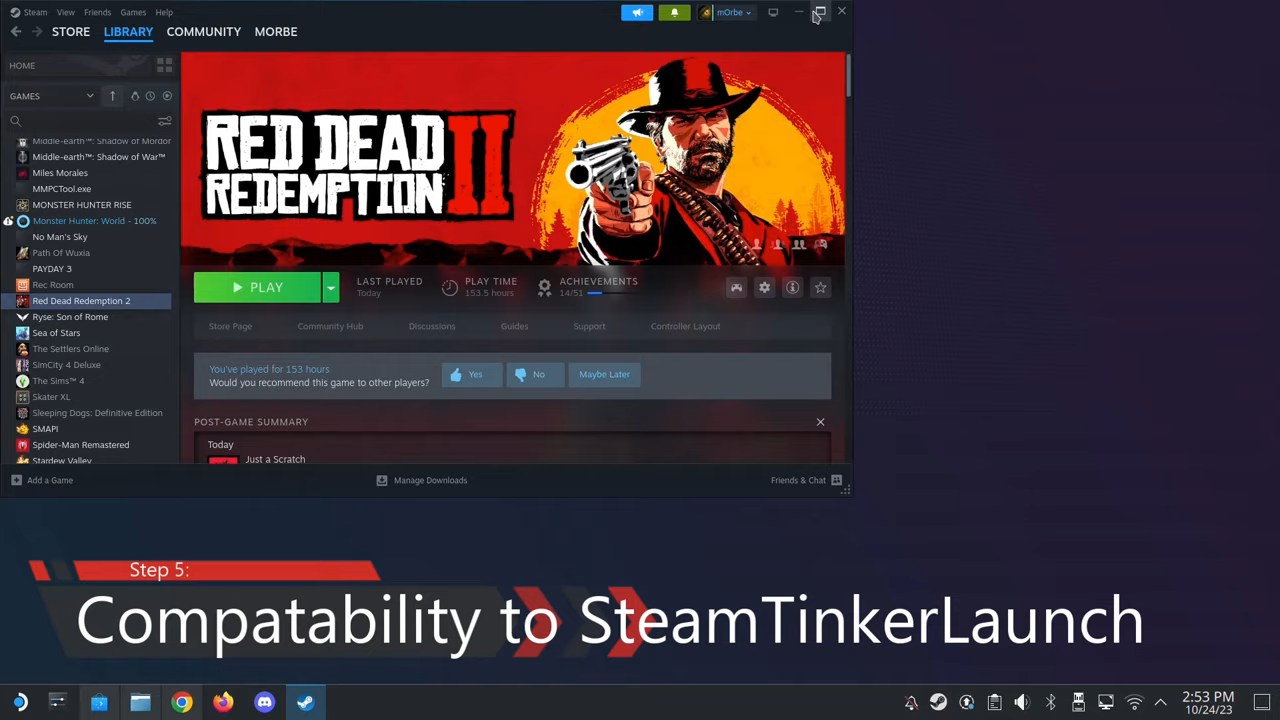 Steam View Friends Games Help
mOrbe
STORE LIBRARY COMMUNITY MORBE
HOME
GAMES
Middle-earth™: Shadow of Mordor
Middle-earth™: Shadow of War™
Miles Morales
MMPCTool.exe
MONSTER HUNTER RISE
Monster Hunter: World - 100%
No Man's Sky
Path Of Wuxia
PAYDAY 3
Rec Room
Red Dead Redemption 2
Ryse: Son of Rome
Sea of Stars
The Settlers Online
SimCity 4 Deluxe
The Sims™ 4
Skater XL
Sleeping Dogs: Definitive Edition
SMAPI
Spider-Man Remastered
Stardew Valley
RED DEAD
REDEMPTION II
PLAY
LAST PLAYED
Today
PLAY TIME
153.5 hours
ACHIEVEMENTS
14/51
Store Page Community Hub Discussions Guides Support Controller Layout
You've played for 153 hours
Would you recommend this game to other players?
Yes No Maybe Later
POST-GAME SUMMARY
Today
Just a Scratch
Add a Game Manage Downloads Friends & Chat
Step 5:
Compatability to SteamTinkerLaunch
2:53 PM
10/24/23